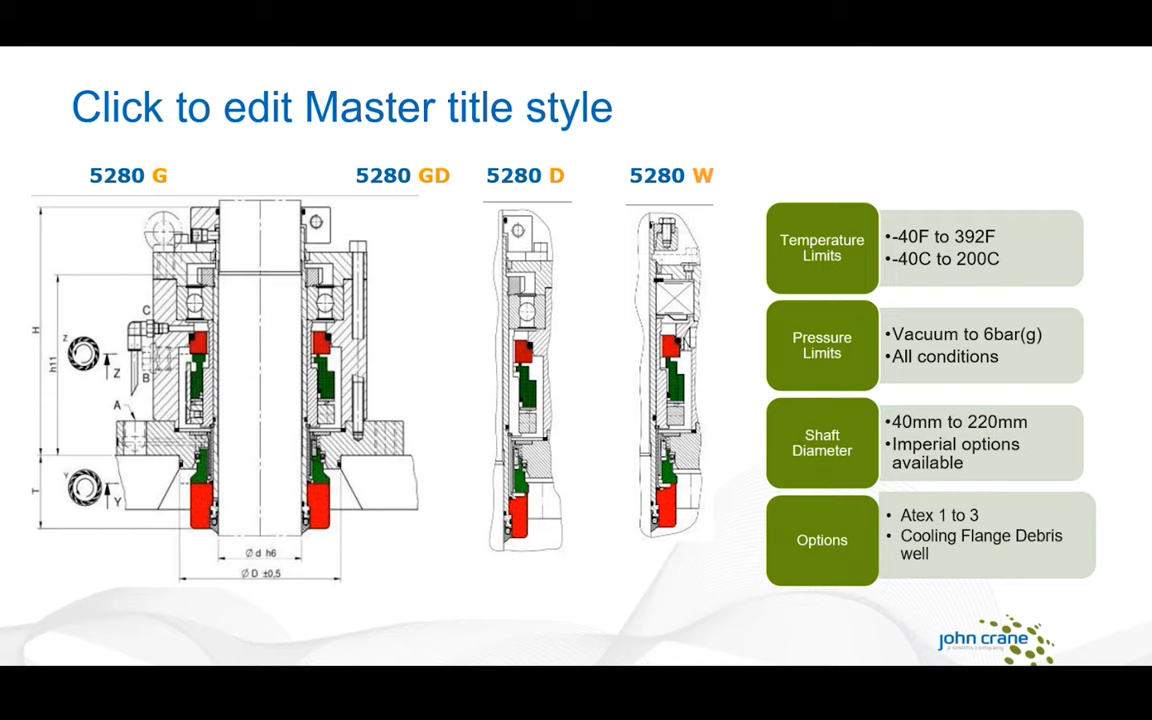 Click to edit Master title style
5280 G
5280 GD
5280 D
5280 W
H
h11
T
C
Z
Z
B
A
Y
Y
Ø d h6
Ø D ±0,5
Temperature
Limits
•-40F to 392F
•-40C to 200C
Pressure
Limits
•Vacuum to 6bar(g)
•All conditions
Shaft
Diameter
•40mm to 220mm
•Imperial options
available
Options
• Atex 1 to 3
• Cooling Flange Debris
well
john crane
a smiths company